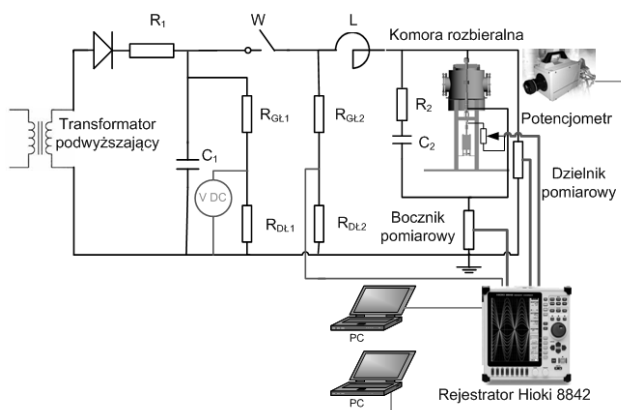 R1
W
L
Komora rozbieralna
Transformator
podwyższający
C1
V DC
RGŁ1
RDŁ1
RGŁ2
RDŁ2
R2
C2
Potencjometr
Dzielnik
pomiarowy
Bocznik
pomiarowy
PC
PC
Rejestrator Hioki 8842